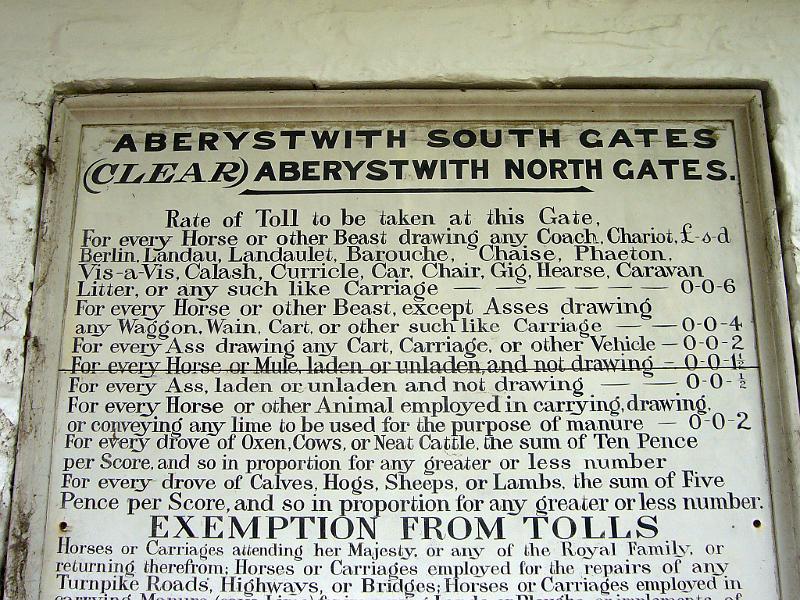 ABERYSTWITH SOUTH GATES
(CLEAR) ABERYSTWITH NORTH GATES.
Rate of Toll to be taken at this Gate,
For every Horse or other Beast drawing any Coach, Chariot, £-s-d
Berlin, Landau, Landaulet, Barouche, Chaise, Phaeton,
Vis-a-Vis, Calash, Curricle, Car, Chair, Gig, Hearse, Caravan
Litter, or any such like Carriage — — — — — — — 0-0-6
For every Horse or other Beast, except Asses drawing
any Waggon, Wain, Cart, or other such like Carriage — — 0-0-4
For every Ass drawing any Cart, Carriage, or other Vehicle – 0-0-2
For every Horse or Mule, laden or unladen, and not drawing – 0-0-1½
For every Ass, laden or unladen and not drawing — — 0-0-½
For every Horse or other Animal employed in carrying, drawing,
or conveying any lime to be used for the purpose of manure — 0-0-2
For every drove of Oxen, Cows, or Neat Cattle, the sum of Ten Pence
per Score, and so in proportion for any greater or less number
For every drove of Calves, Hogs, Sheeps, or Lambs, the sum of Five
Pence per Score, and so in proportion for any greater or less number.
EXEMPTION FROM TOLLS
Horses or Carriages attending her Majesty, or any of the Royal Family, or
returning therefrom; Horses or Carriages employed for the repairs of any
Turnpike Roads, Highways, or Bridges; Horses or Carriages employed in
carrying Manure